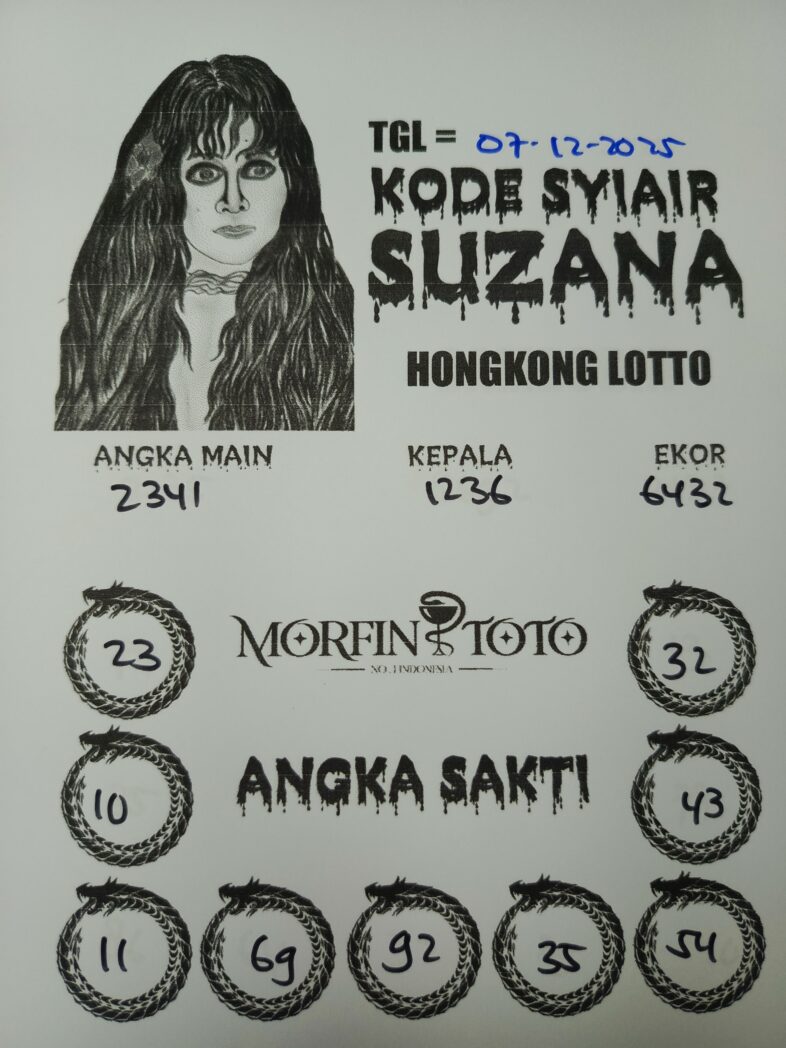 TGL = 07-12-2025
KODE SYIAIR
SUZANA
HONGKONG LOTTO
ANGKA MAIN KEPALA EKOR
2341 1236 6432
MORFIN TOTO
NO.1 INDONESIA
23 32
ANGKA SAKTI
10 43
11 69 92 35 54